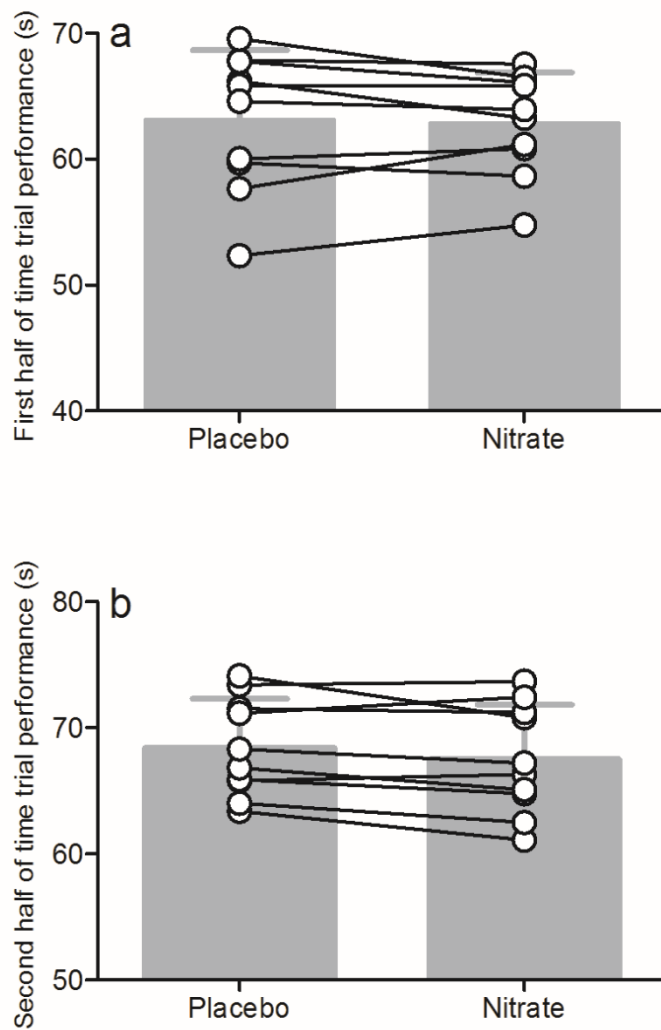 a
First half of time trial performance (s)
70
60
50
40
Placebo Nitrate
b
Second half of time trial performance (s)
80
70
60
50
Placebo Nitrate